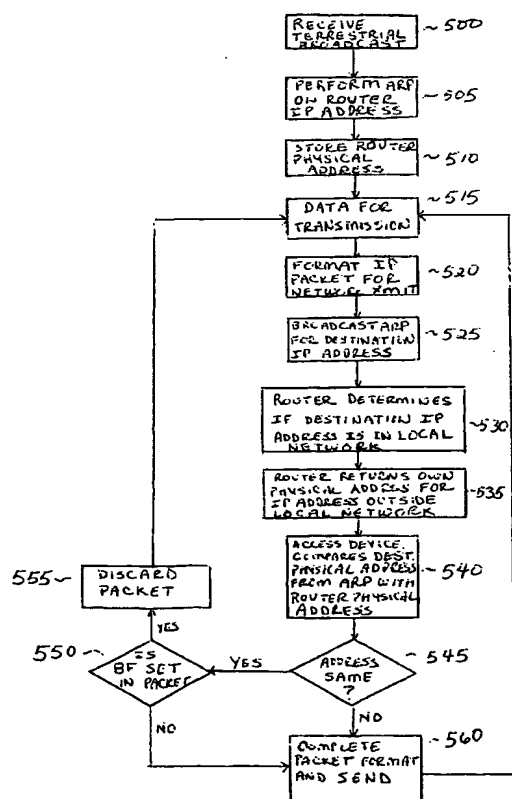 RECEIVE
TERRESTRIAL
BROADCAST
~500
PERFORM ARP
ON ROUTER
IP ADDRESS
~505
STORE ROUTER
PHYSICAL
ADDRESS
~510
DATA FOR
TRANSMISSION
~515
FORMAT IP
PACKET FOR
NETWORK XMIT
~520
BROADCAST ARP
FOR DESTINATION
IP ADDRESS
~525
ROUTER DETERMINES
IF DESTINATION IP
ADDRESS IS IN LOCAL
NETWORK
~530
ROUTER RETURNS OWN
PHYSICAL ADDRESS FOR
IP ADDRESS OUTSIDE
LOCAL NETWORK
535
ACCESS DEVICE
COMPARES DEST.
PHYSICAL ADDRESS
FROM ARP WITH
ROUTER PHYSICAL
ADDRESS
~540
555~
DISCARD
PACKET
YES
550
IS
BF SET
IN PACKET
YES
ADDRESS
SAME
?
545
NO
NO
COMPLETE
PACKET FORMAT
AND SEND
~560